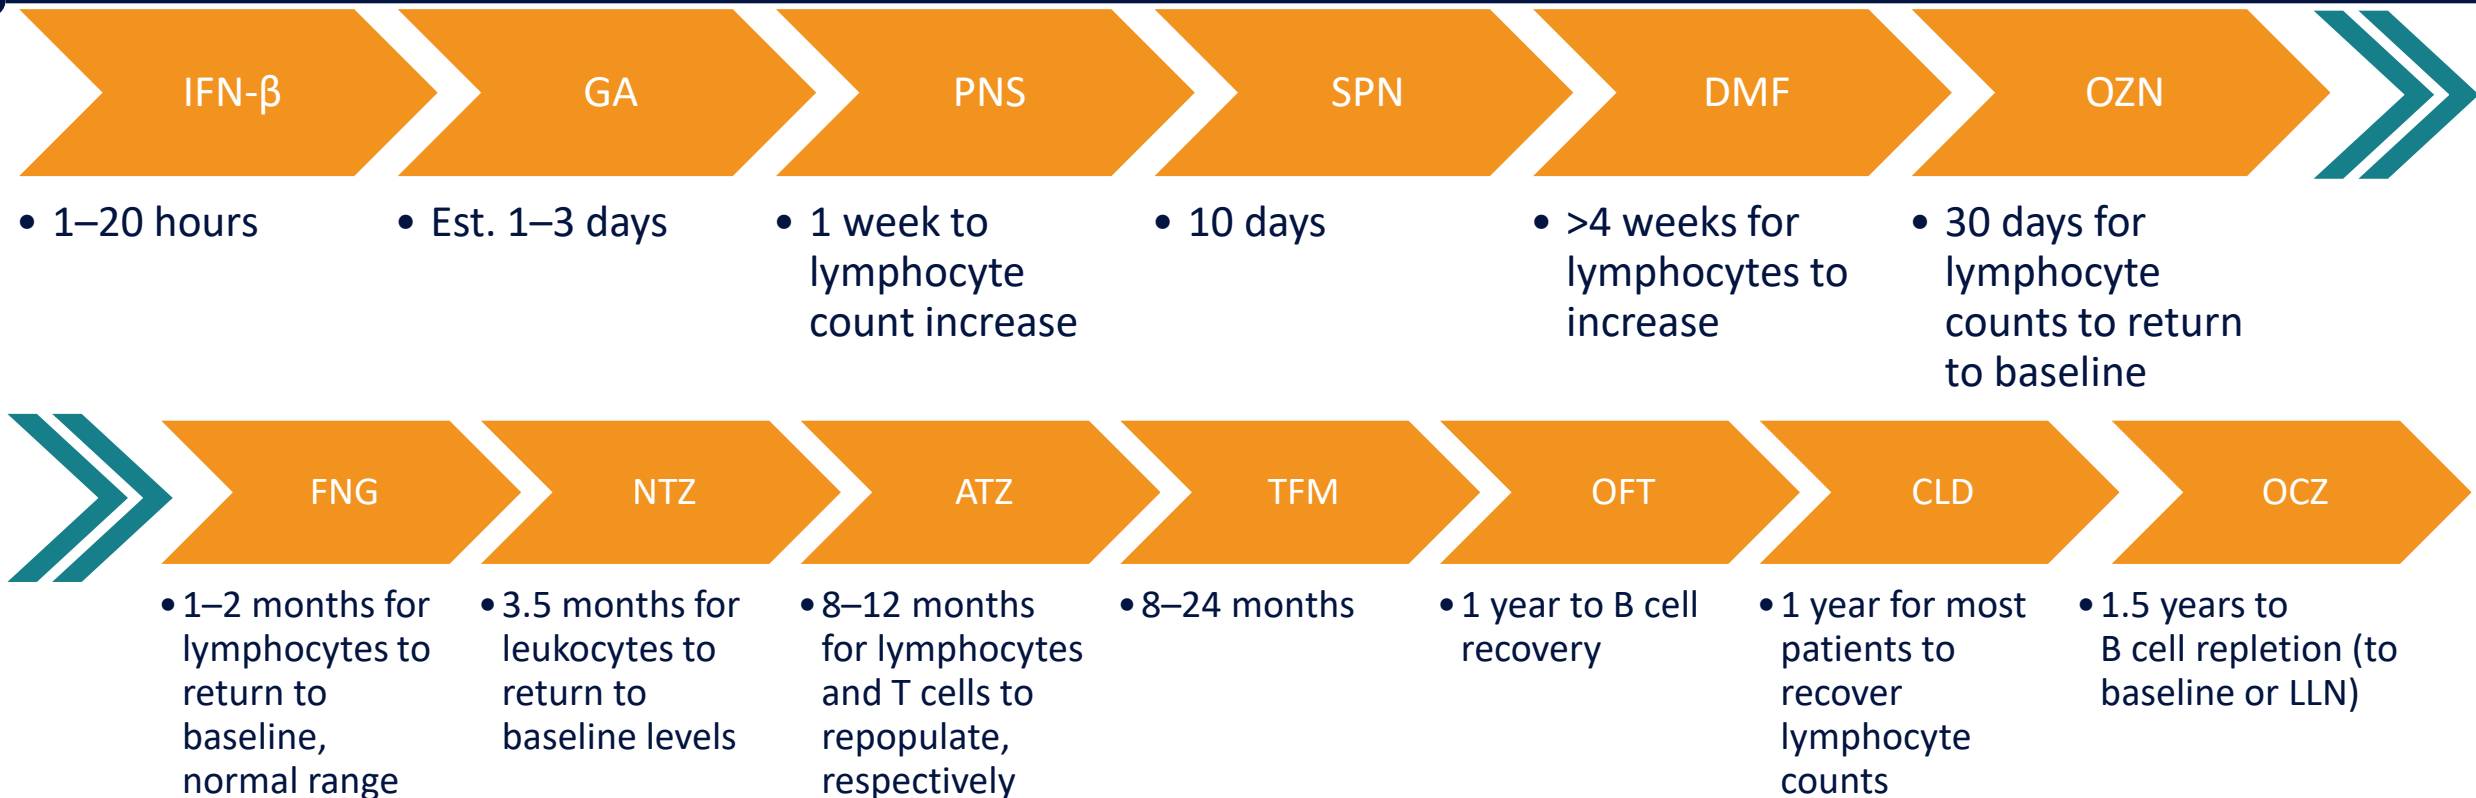 IFN-β
GA
PNS
SPN
DMF
OZN
• 1–20 hours
• Est. 1–3 days
• 1 week to
lymphocyte
count increase
• 10 days
• >4 weeks for
lymphocytes to
increase
• 30 days for
lymphocyte
counts to return
to baseline
FNG
NTZ
ATZ
TFM
OFT
CLD
OCZ
• 1–2 months for
lymphocytes to
return to
baseline,
normal range
• 3.5 months for
leukocytes to
return to
baseline levels
• 8–12 months
for lymphocytes
and T cells to
repopulate,
respectively
• 8–24 months
• 1 year to B cell
recovery
• 1 year for most
patients to
recover
lymphocyte
counts
• 1.5 years to
B cell repletion (to
baseline or LLN)